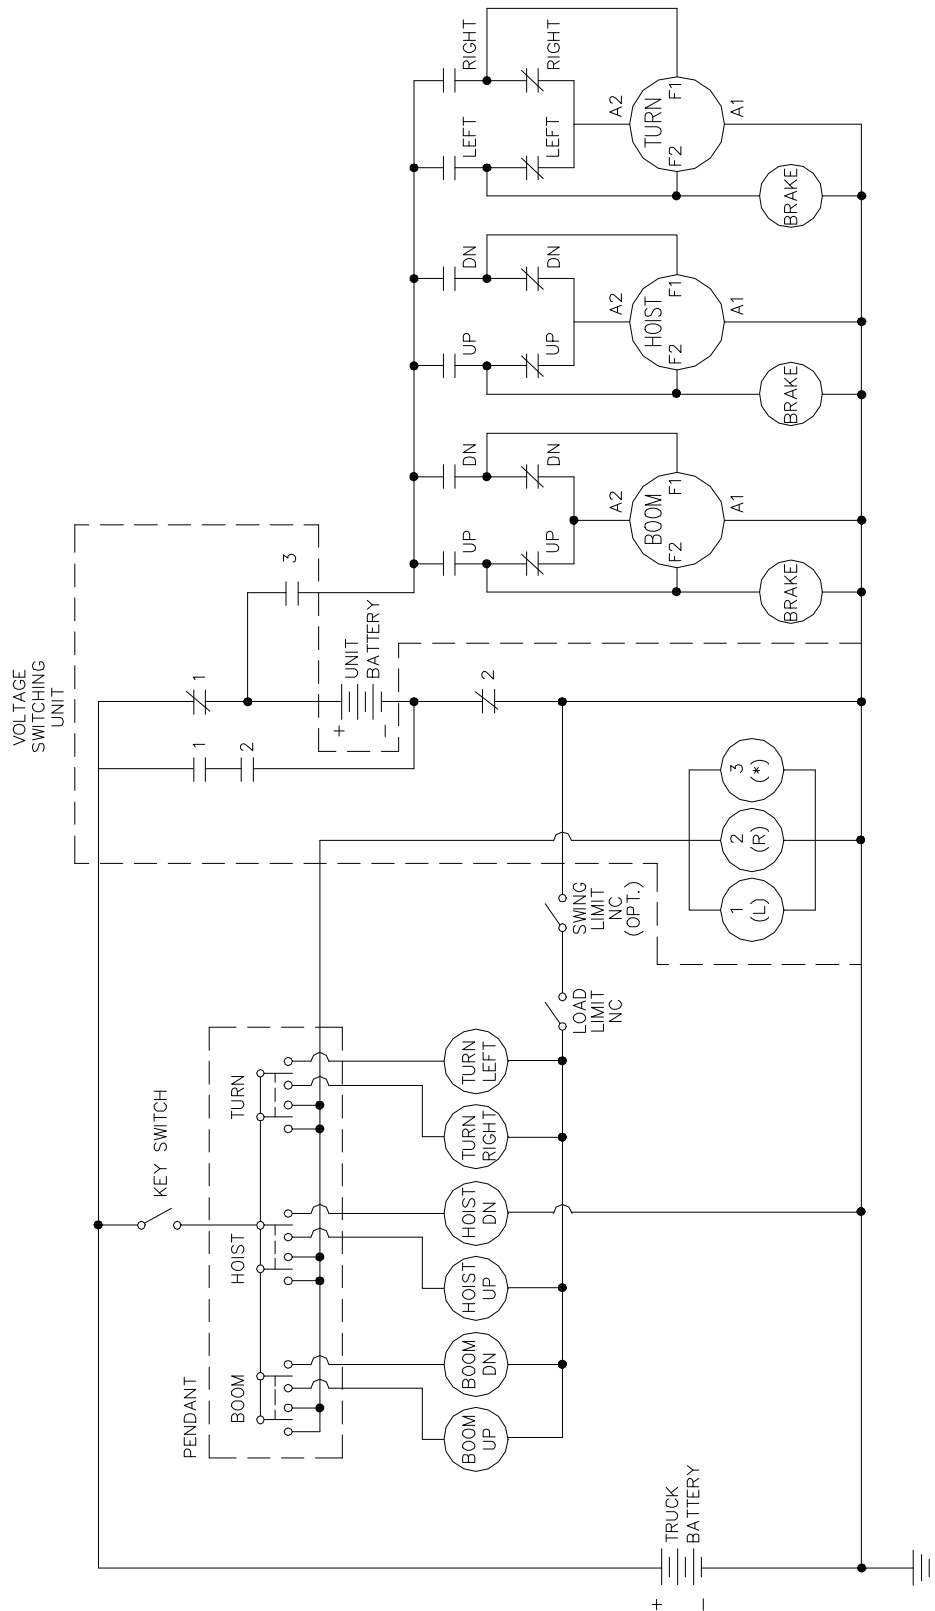 VOLTAGE
SWITCHING
UNIT
KEY SWITCH
PENDANT
BOOM
HOIST
TURN
1
2
1
3
+
UNIT
BATTERY
-
2
UP
DN
UP
DN
LEFT
RIGHT
UP
DN
UP
DN
LEFT
RIGHT
BOOM
UP
BOOM
DN
HOIST
UP
HOIST
DN
TURN
RIGHT
TURN
LEFT
LOAD
LIMIT
NC
SWING
LIMIT
NC
(OPT.)
A2
BOOM
F2
F1
A1
A2
HOIST
F2
F1
A1
A2
TURN
F2
F1
A1
1
(L)
2
(R)
3
(*)
BRAKE
BRAKE
BRAKE
+
TRUCK
BATTERY
-